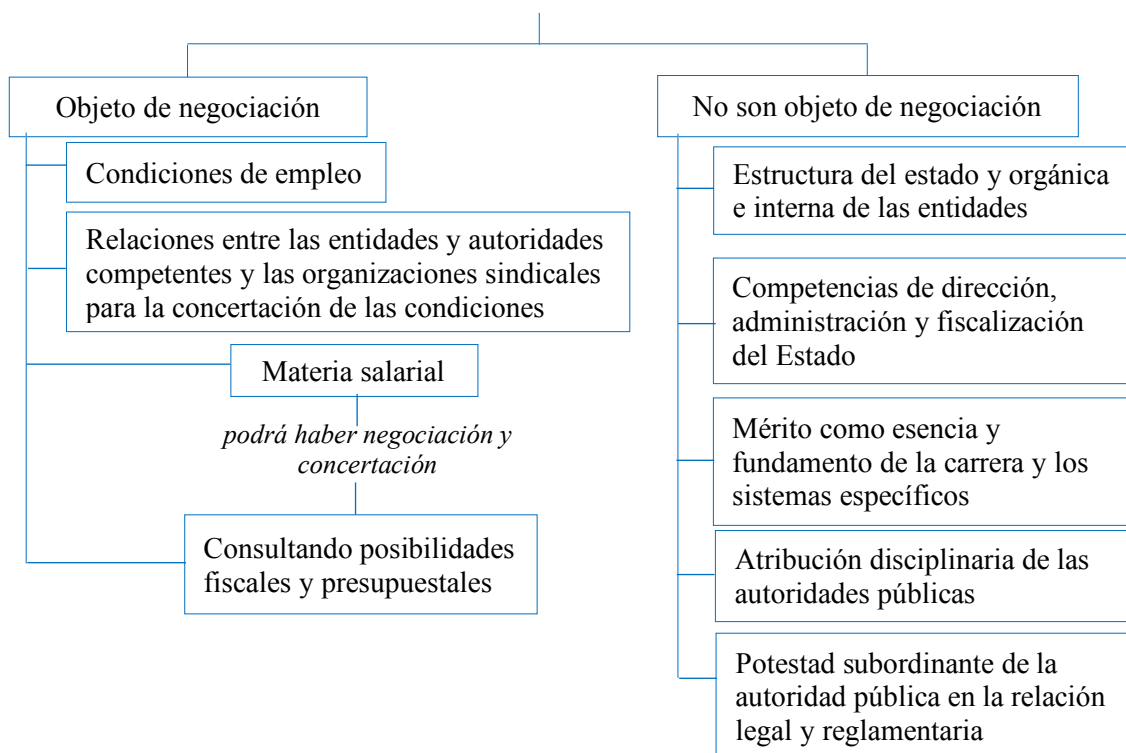 Objeto de negociación
Condiciones de empleo
Relaciones entre las entidades y autoridades
competentes y las organizaciones sindicales
para la concertación de las condiciones
Materia salarial
podrá haber negociación y
concertación
Consultando posibilidades
fiscales y presupuestales
No son objeto de negociación
Estructura del estado y orgánica
e interna de las entidades
Competencias de dirección,
administración y fiscalización
del Estado
Mérito como esencia y
fundamento de la carrera y los
sistemas específicos
Atribución disciplinaria de las
autoridades públicas
Potestad subordinante de la
autoridad pública en la relación
legal y reglamentaria